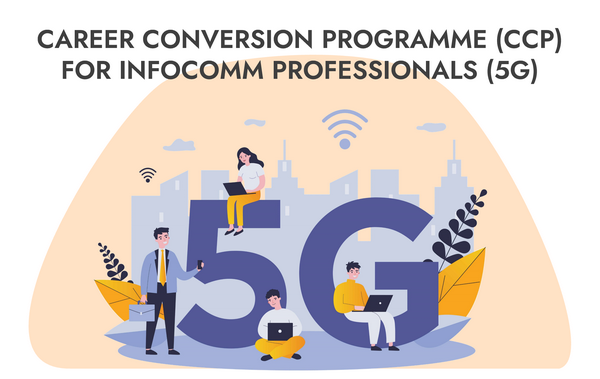 CAREER CONVERSION PROGRAMME (CCP)
FOR INFOCOMM PROFESSIONALS (5G)
5G